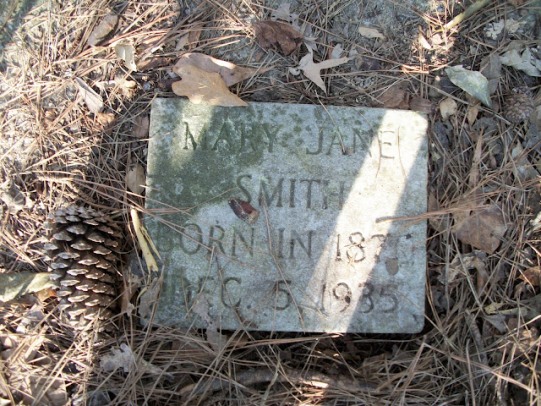 MARY JANE
SMITH
BORN IN
DEC. 5, 1935